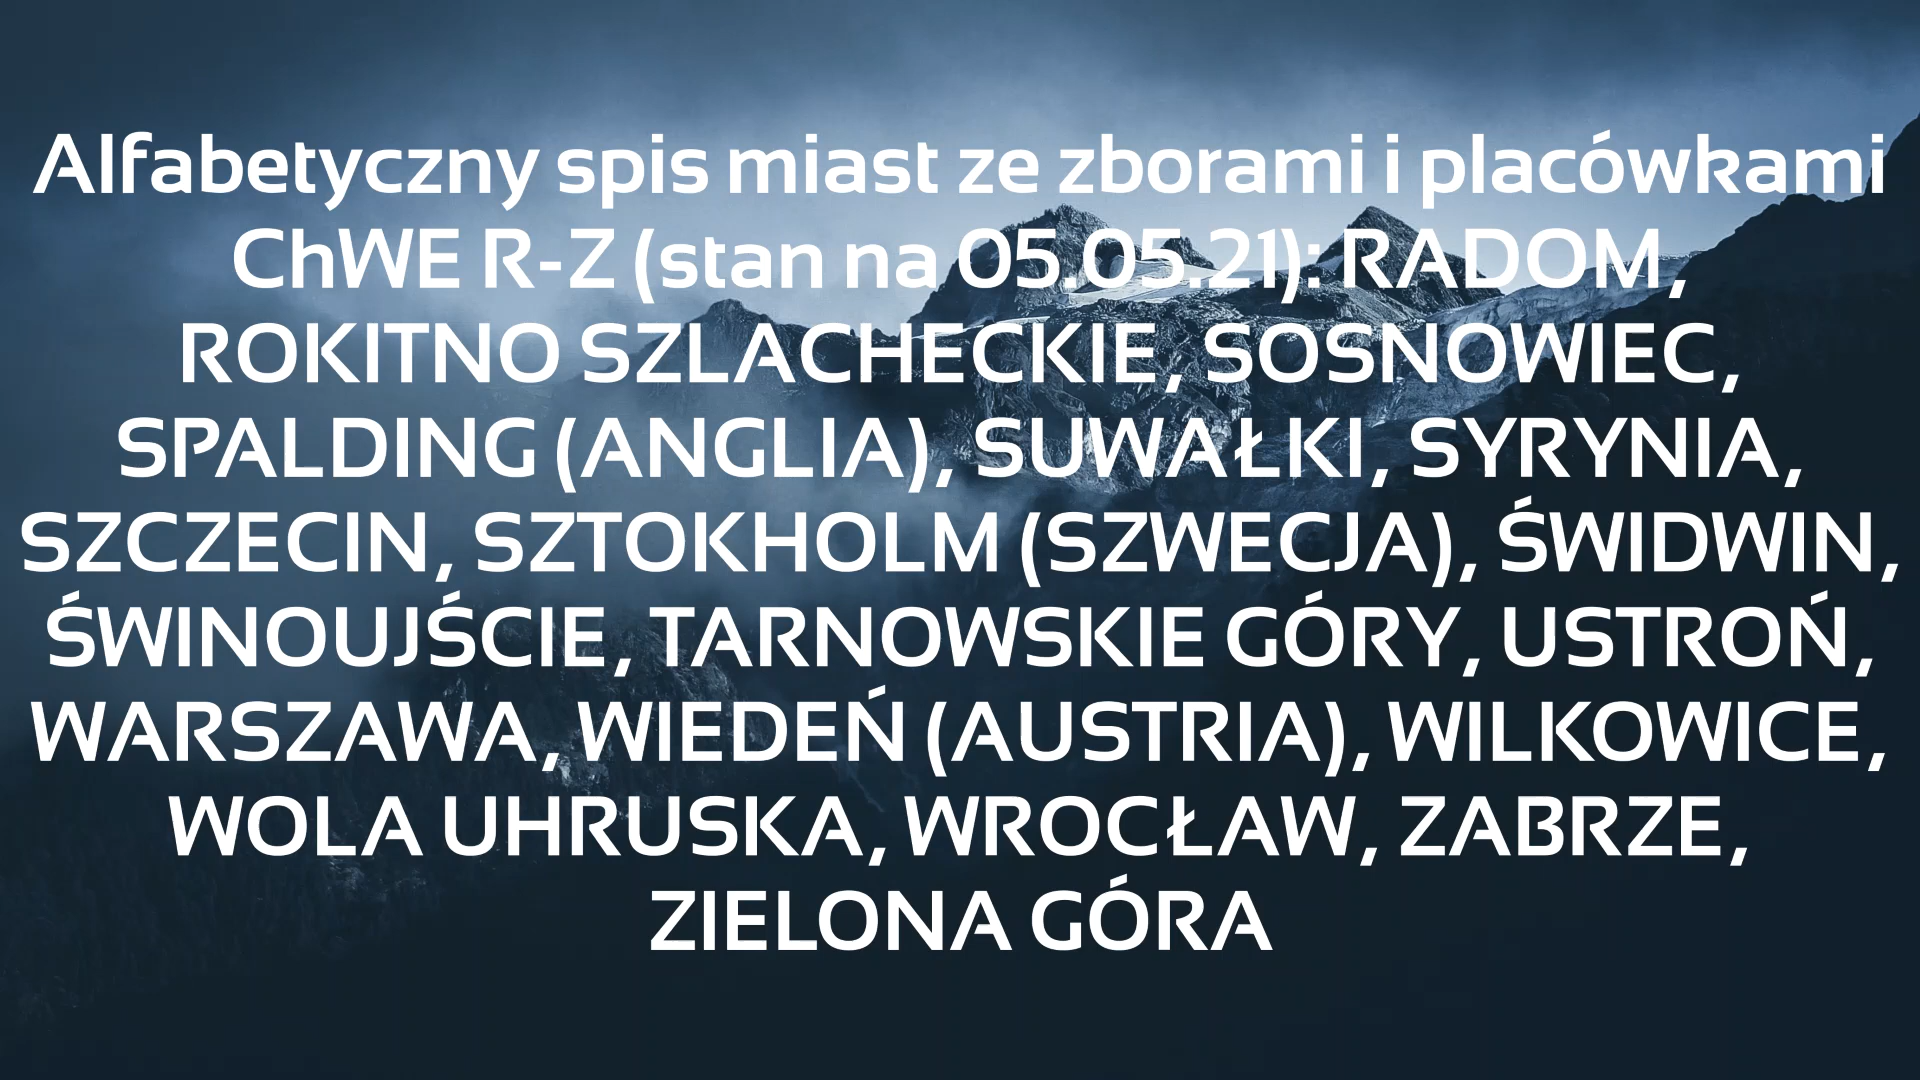 Alfabetyczny spis miast ze zborami i placówkami
ChWE R-Z (stan na 05.05.21): RADOM,
ROKITNO SZLACHECKIE, SOSNOWIEC,
SPALDING (ANGLIA), SUWAŁKI, SYRYNIA,
SZCZECIN, SZTOKHOLM (SZWECJA), ŚWIDWIN,
ŚWINOUJŚCIE, TARNOWSKIE GÓRY, USTROŃ,
WARSZAWA, WIEDEŃ (AUSTRIA), WILKOWICE,
WOLA UHRUSKA, WROCŁAW, ZABRZE,
ZIELONA GÓRA